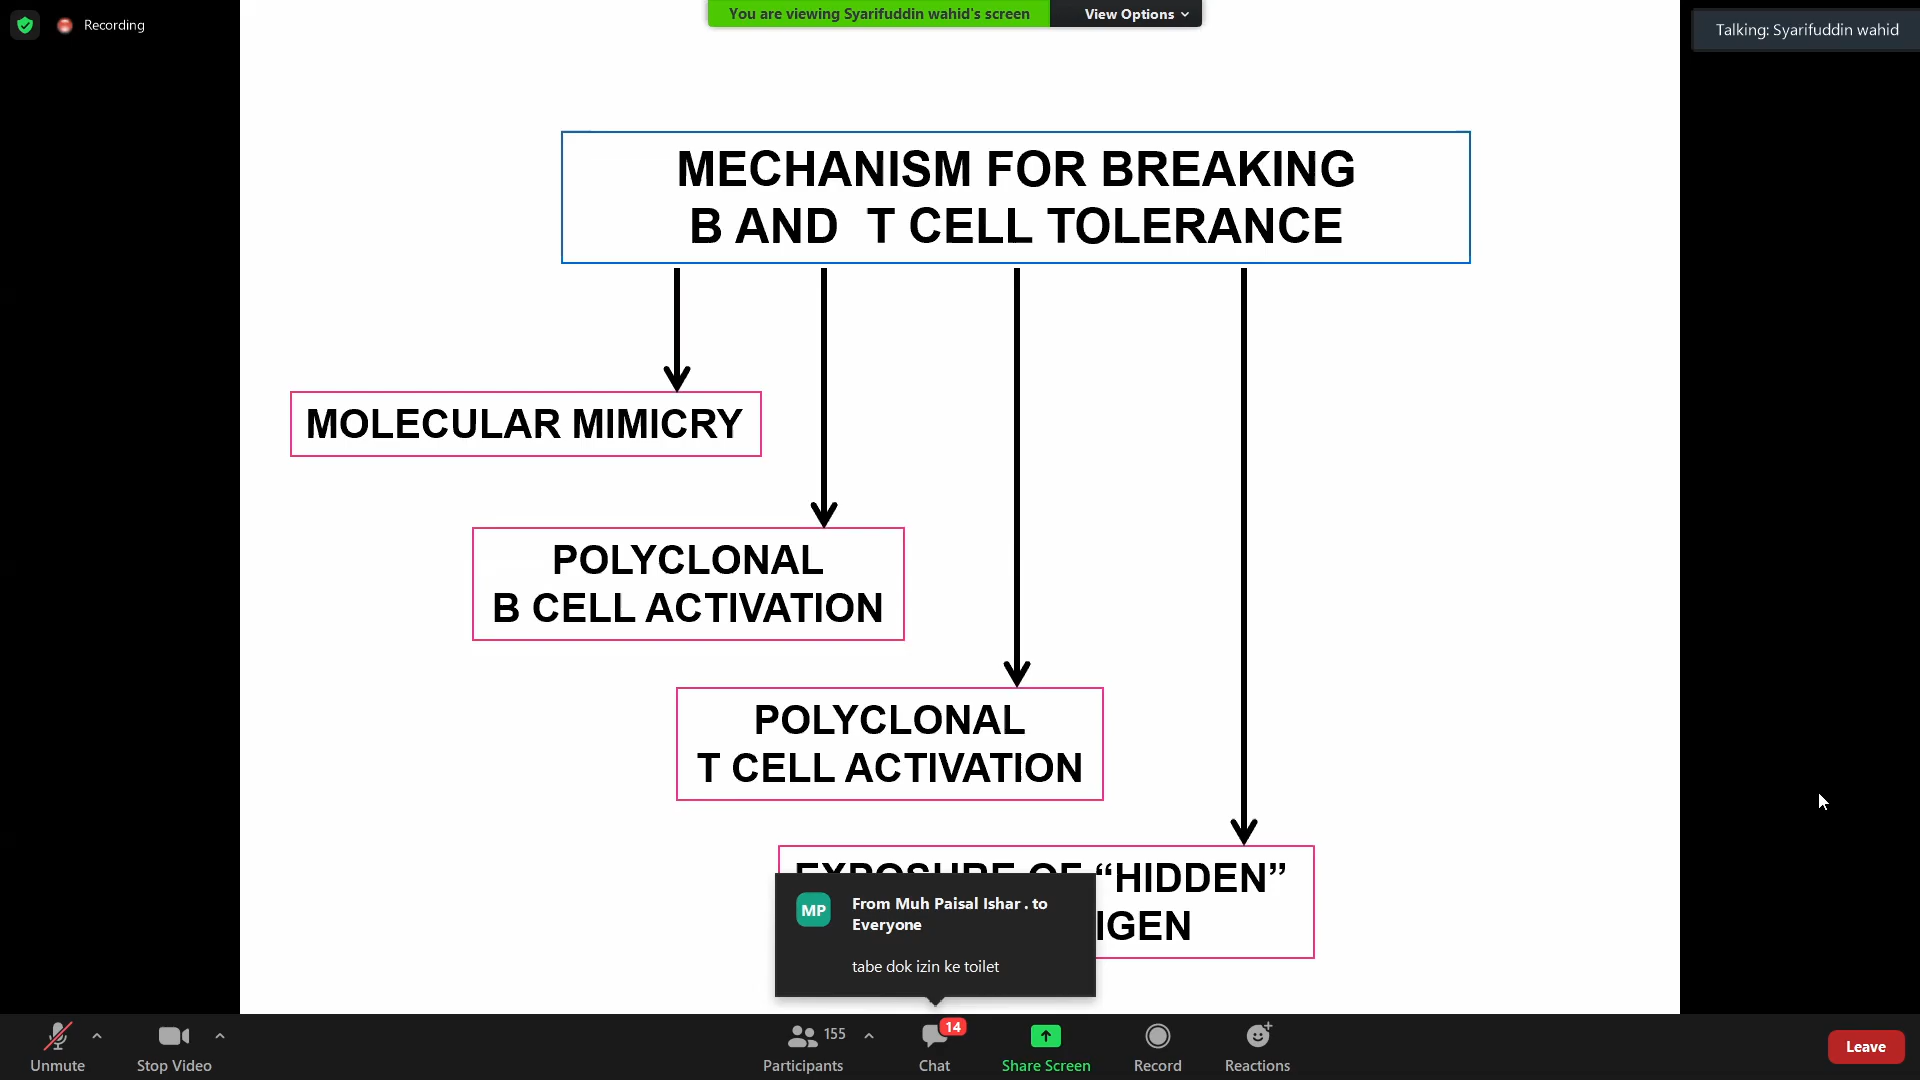 Recording
You are viewing Syarifuddin wahid's screen
View Options
Talking: Syarifuddin wahid
MECHANISM FOR BREAKING
B AND T CELL TOLERANCE
MOLECULAR MIMICRY
POLYCLONAL
B CELL ACTIVATION
POLYCLONAL
T CELL ACTIVATION
EXPOSURE OF “HIDDEN”
IGEN
MP
From Muh Paisal Ishar . to
Everyone
tabe dok izin ke toilet
Unmute
Stop Video
155
Participants
14
Chat
Share Screen
Record
Reactions
Leave